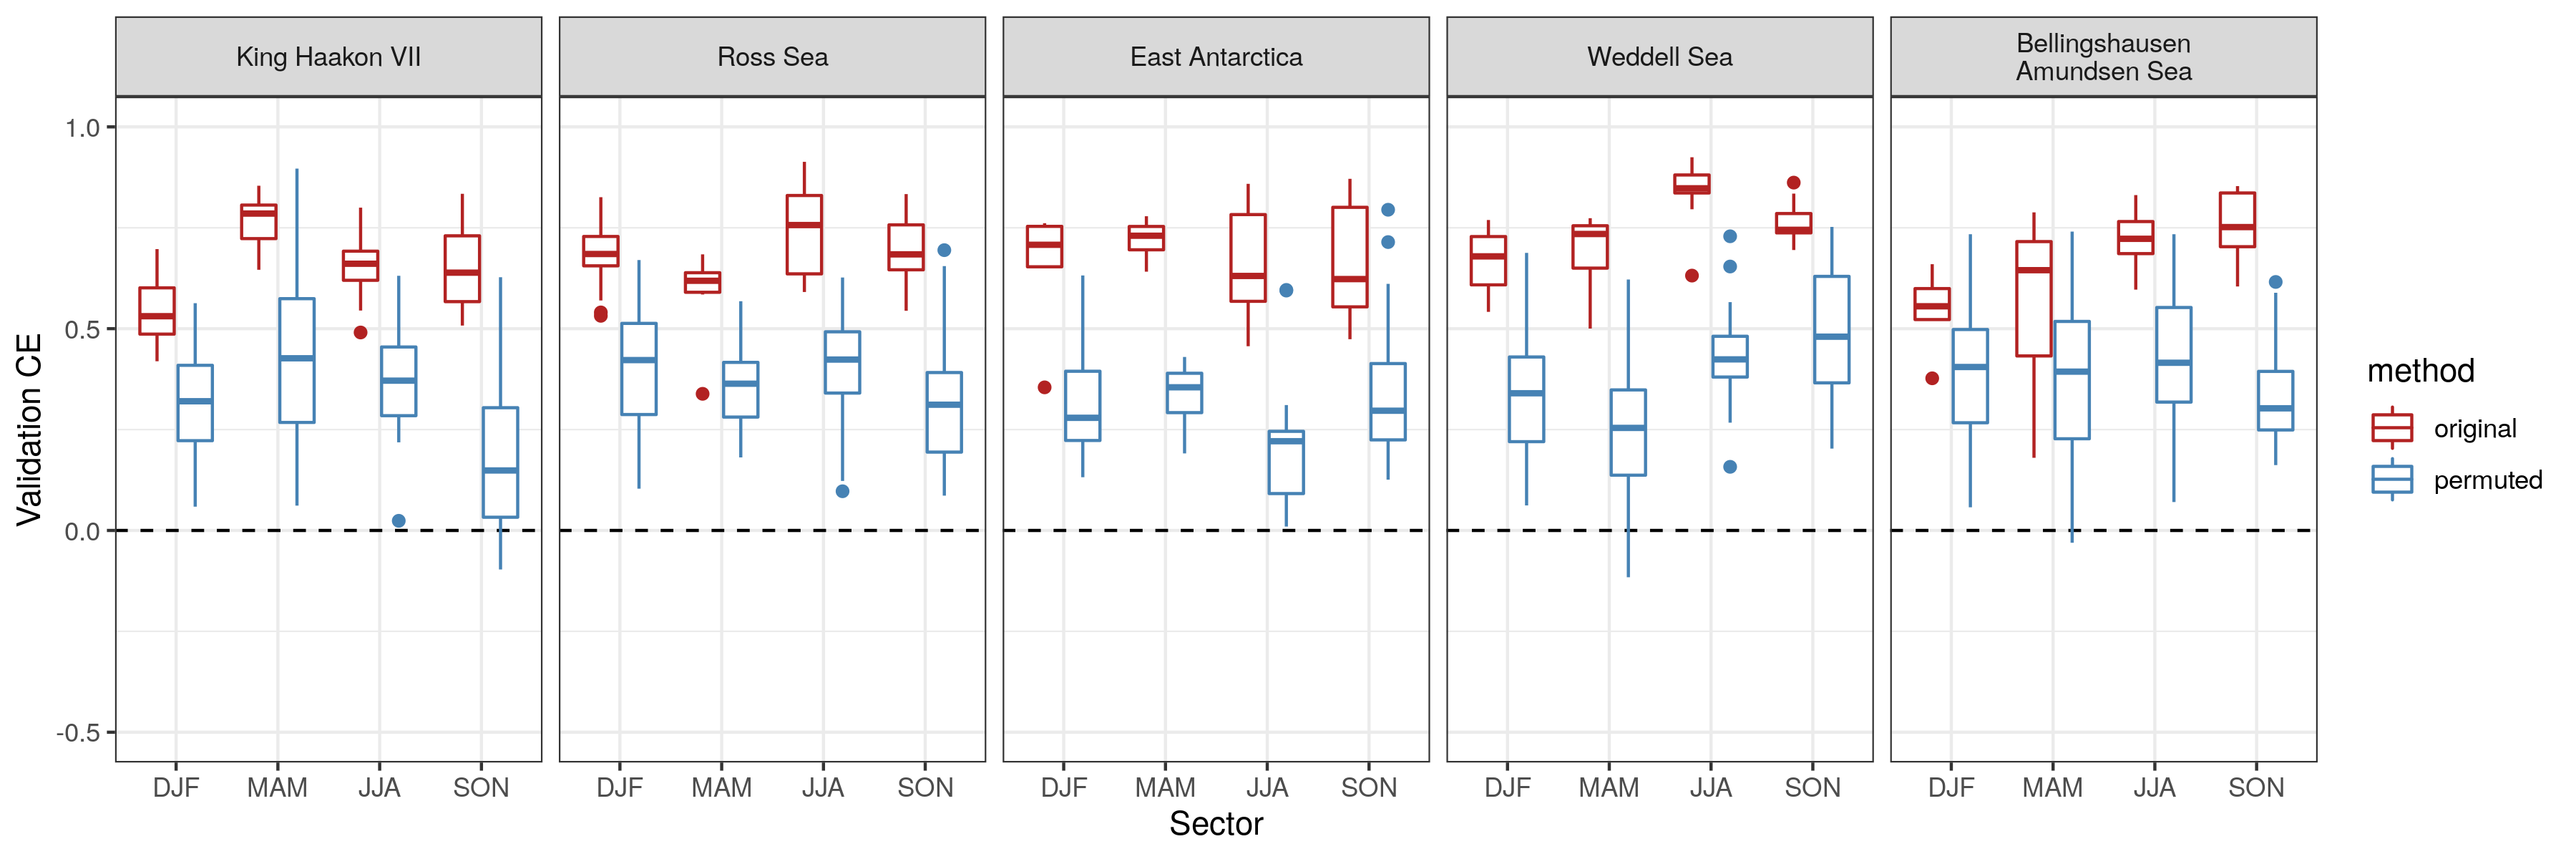 King Haakon VII
Ross Sea
East Antarctica
Weddell Sea
Bellingshausen
Amundsen Sea
Validation CE
1.0
0.5
0.0
-0.5
DJF MAM JJA SON
DJF MAM JJA SON
DJF MAM JJA SON
DJF MAM JJA SON
DJF MAM JJA SON
Sector
method
original
permuted